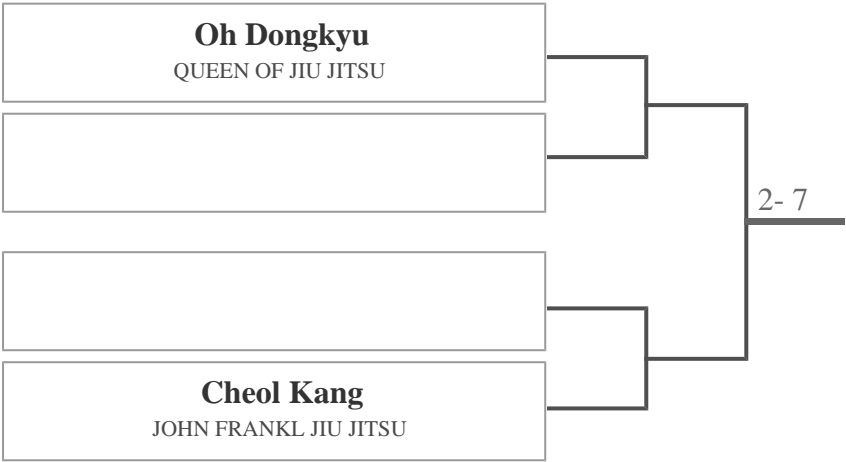 Oh Dongkyu
QUEEN OF JIU JITSU
2- 7
Cheol Kang
JOHN FRANKL JIU JITSU